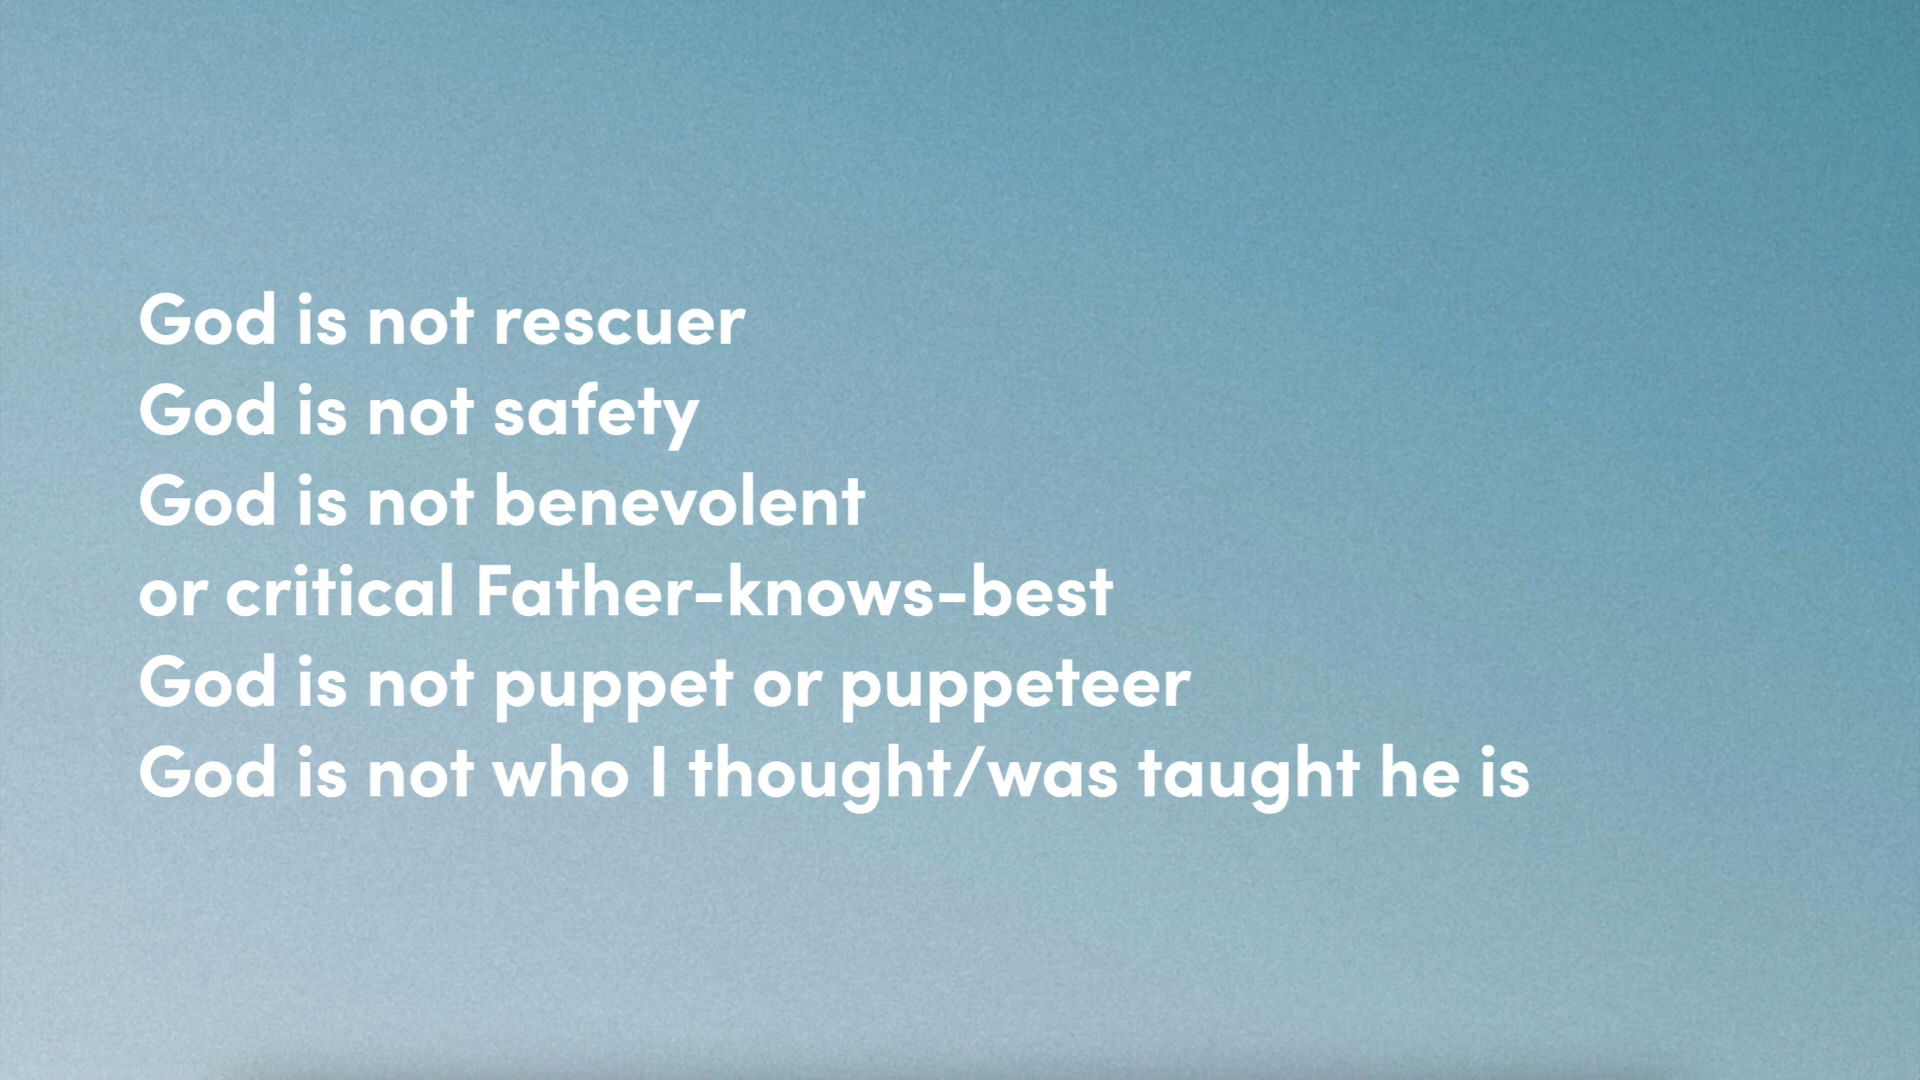 God is not rescuer
God is not safety
God is not benevolent
or critical Father-knows-best
God is not puppet or puppeteer
God is not who I thought/was taught he is